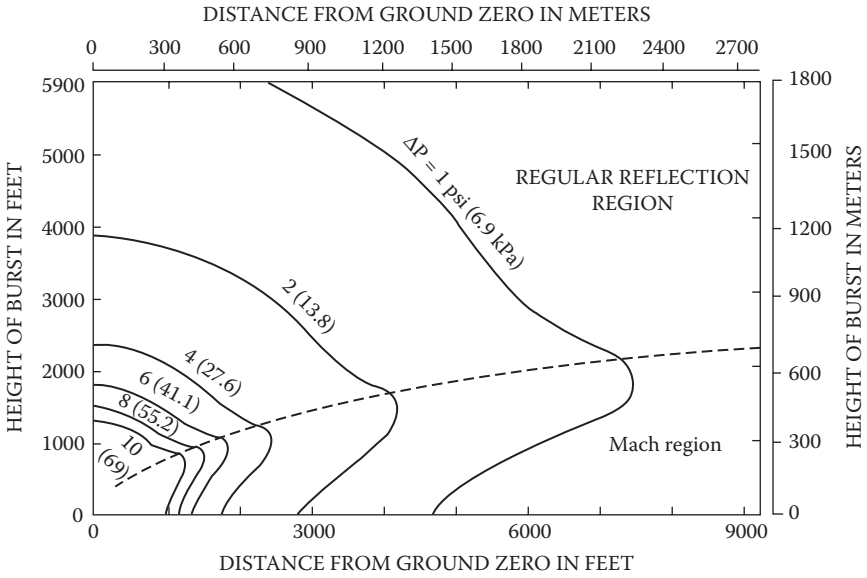 DISTANCE FROM GROUND ZERO IN METERS
0 300 600 900 1200 1500 1800 2100 2400 2700
HEIGHT OF BURST IN FEET
5900
5000
4000
3000
2000
1000
0
ΔP = 1 psi (6.9 kPa)
2 (13.8)
4 (27.6)
6 (41.1)
8 (55.2)
10
(69)
REGULAR REFLECTION
REGION
Mach region
1800
1500
1200
900
600
300
0
HEIGHT OF BURST IN METERS
0 3000 6000 9000
DISTANCE FROM GROUND ZERO IN FEET